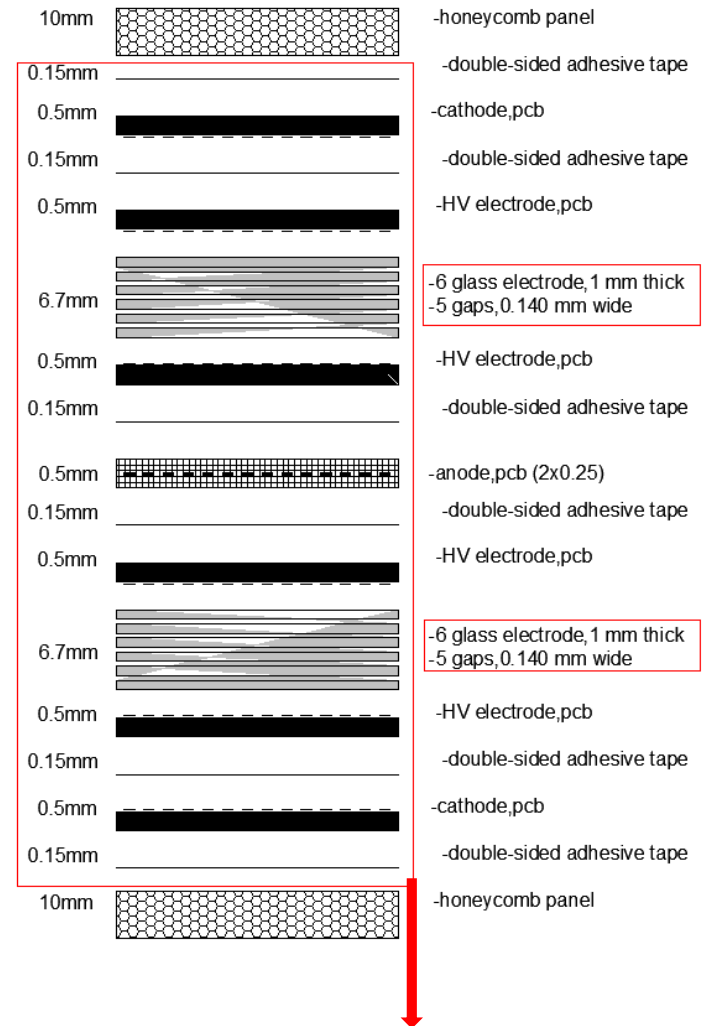 10mm -honeycomb panel
0.15mm -double-sided adhesive tape
0.5mm -cathode,pcb
0.15mm -double-sided adhesive tape
0.5mm -HV electrode,pcb
6.7mm -6 glass electrode,1 mm thick
-5 gaps,0.140 mm wide
0.5mm -HV electrode,pcb
0.15mm -double-sided adhesive tape
0.5mm -anode,pcb (2x0.25)
0.15mm -double-sided adhesive tape
0.5mm -HV electrode,pcb
6.7mm -6 glass electrode,1 mm thick
-5 gaps,0.140 mm wide
0.5mm -HV electrode,pcb
0.15mm -double-sided adhesive tape
0.5mm -cathode,pcb
0.15mm -double-sided adhesive tape
10mm -honeycomb panel